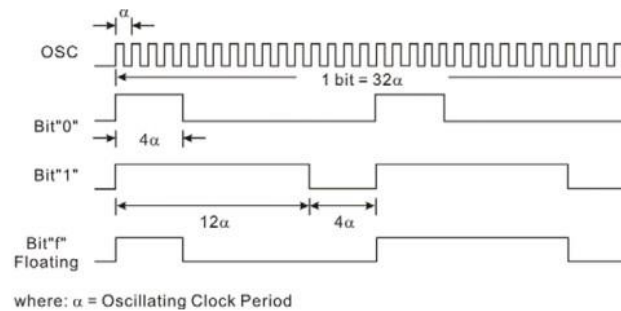 α
OSC
1 bit = 32α
Bit"0"
4α
Bit"1"
12α
4α
Bit"f"
Floating
where: α = Oscillating Clock Period